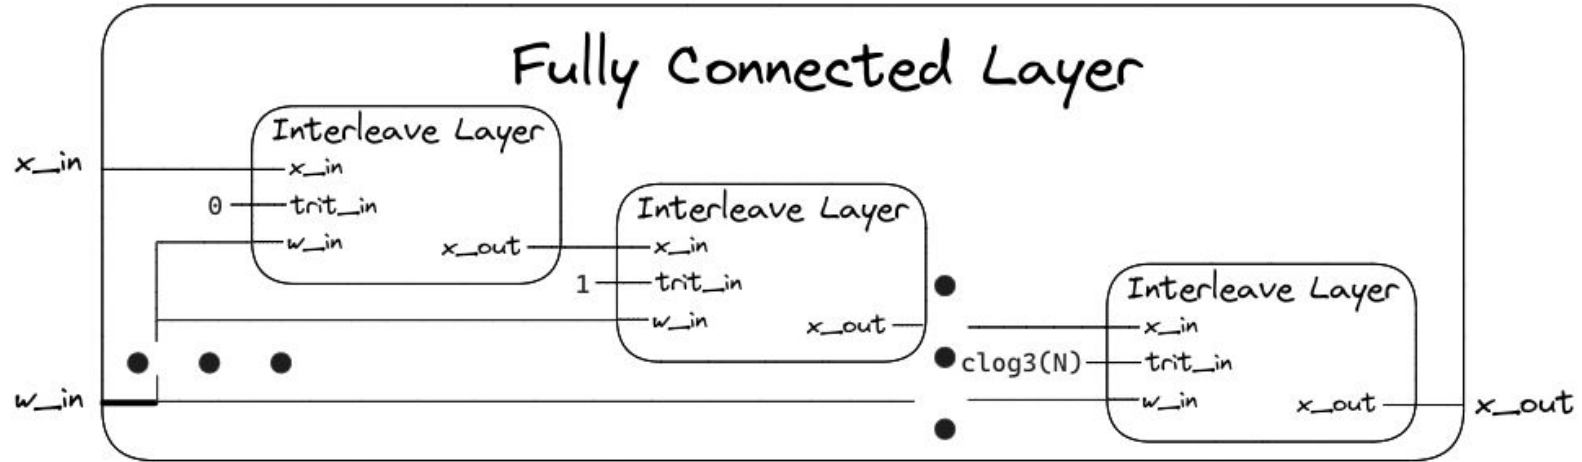 Fully Connected Layer
Interleave Layer
x_in
x_in
0
trit_in
w_in
x_out
Interleave Layer
x_in
1
trit_in
w_in
x_out
Interleave Layer
x_in
clog3(N)
trit_in
w_in
w_in
x_out
x_out